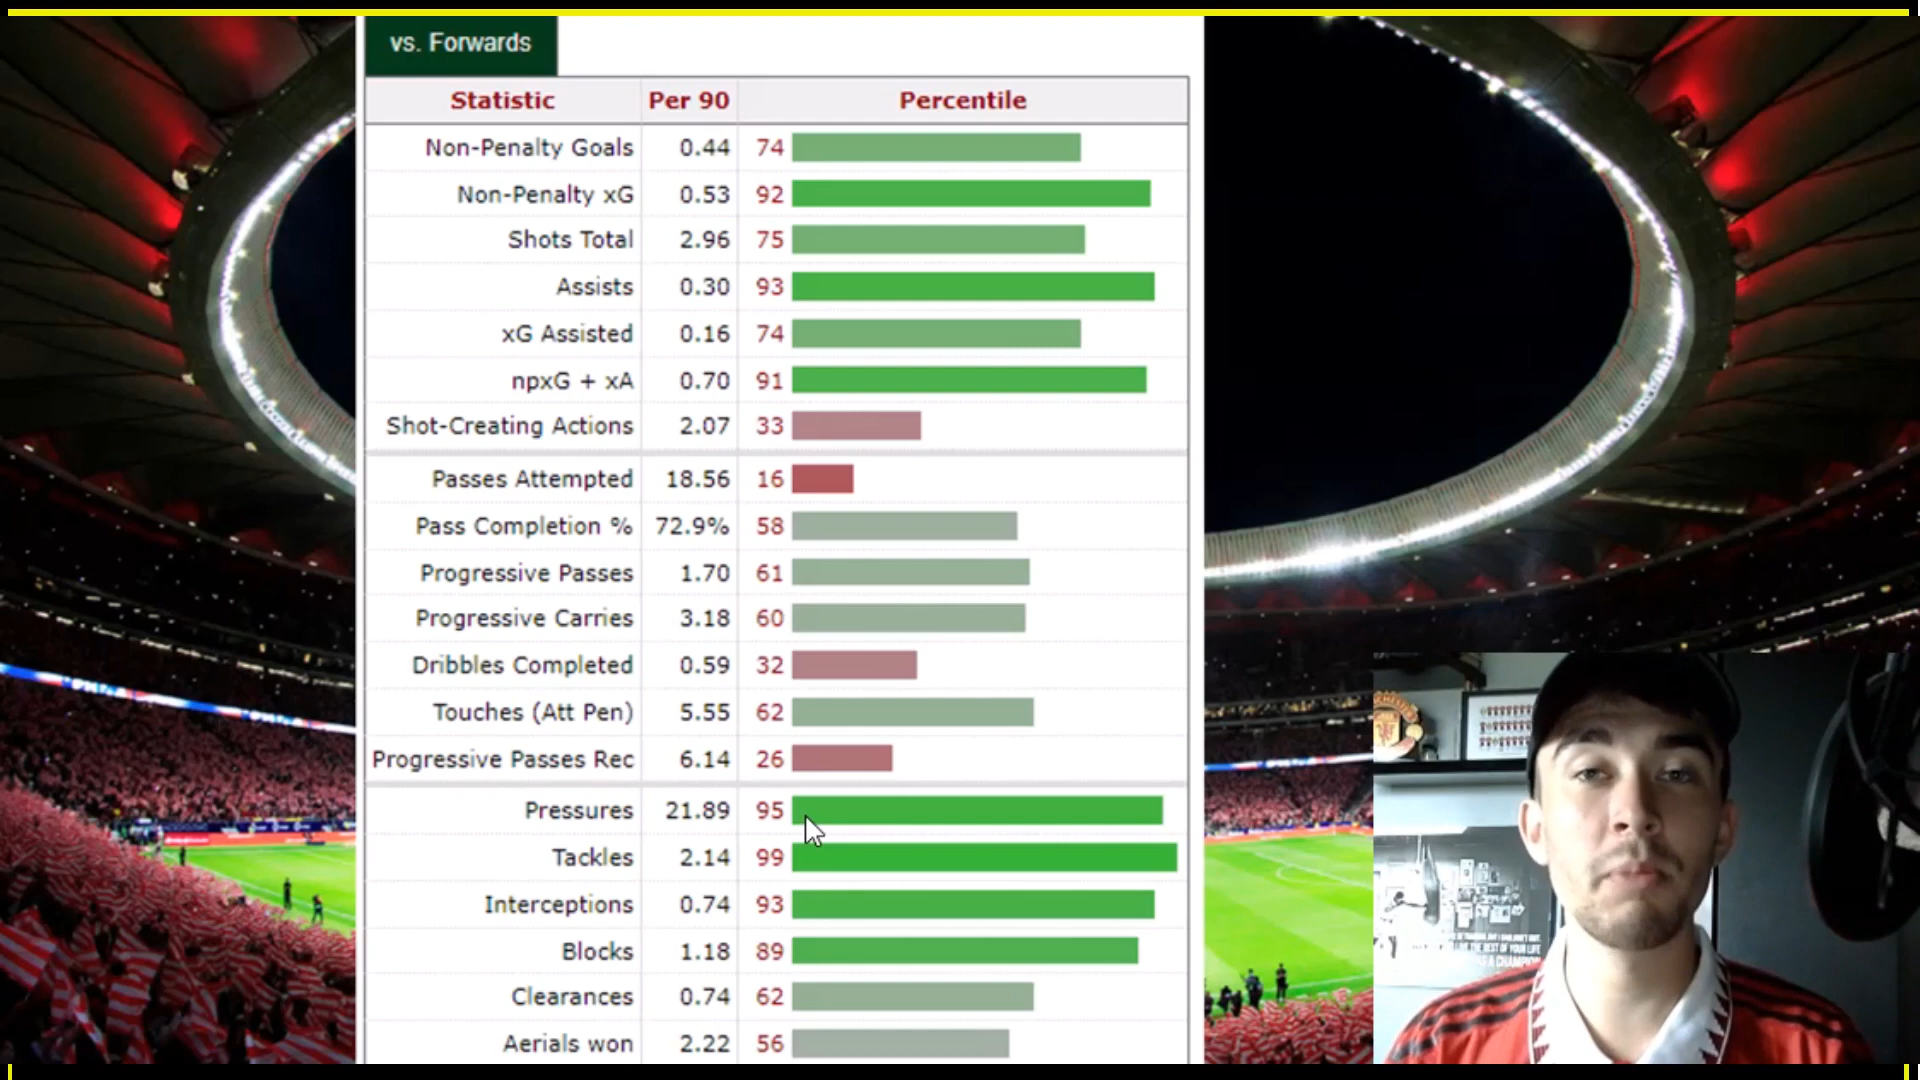 vs. Forwards
Statistic Per 90 Percentile
Non-Penalty Goals 0.44 74
Non-Penalty xG 0.53 92
Shots Total 2.96 75
Assists 0.30 93
xG Assisted 0.16 74
npxG + xA 0.70 91
Shot-Creating Actions 2.07 33
Passes Attempted 18.56 16
Pass Completion % 72.9% 58
Progressive Passes 1.70 61
Progressive Carries 3.18 60
Dribbles Completed 0.59 32
Touches (Att Pen) 5.55 62
Progressive Passes Rec 6.14 26
Pressures 21.89 95
Tackles 2.14 99
Interceptions 0.74 93
Blocks 1.18 89
Clearances 0.74 62
Aerials won 2.22 56